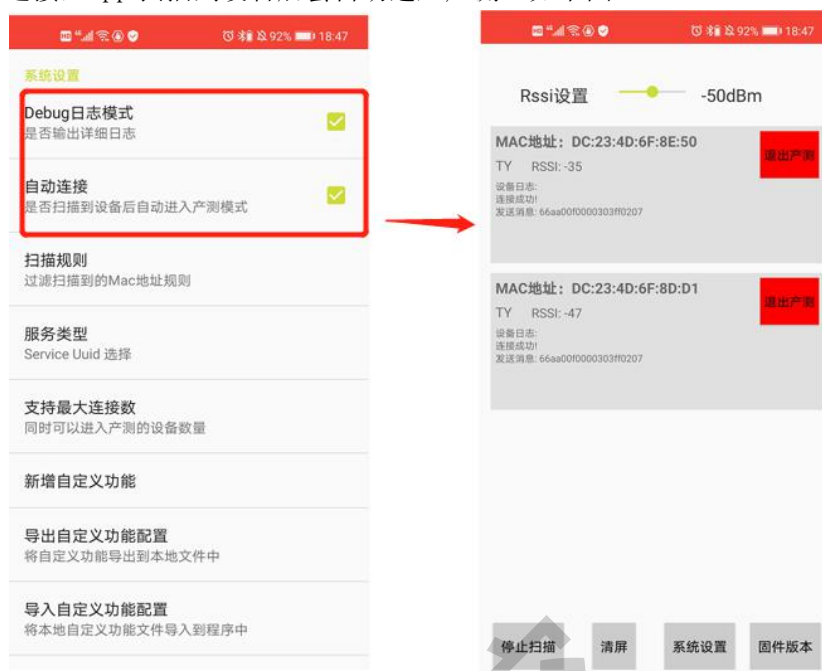 92% 18:47
系统设置
Debug日志模式
是否输出详细日志
自动连接
是否扫描到设备后自动进入产测模式
扫描规则
过滤扫描到的Mac地址规则
服务类型
Service Uuid 选择
支持最大连接数
同时可以进入产测的设备数量
新增自定义功能
导出自定义功能配置
将自定义功能导出到本地文件中
导入自定义功能配置
将本地自定义功能文件导入到程序中
92% 18:47
Rssi设置 -50dBm
MAC地址：DC:23:4D:6F:8E:50
退出产测
TY RSSI: -35
设备日志:
连接成功!
发送消息: 66aa00f0000303ff0207
MAC地址：DC:23:4D:6F:8D:D1
退出产测
TY RSSI: -47
设备日志:
连接成功!
发送消息: 66aa00f0000303ff0207
停止扫描 清屏 系统设置 固件版本